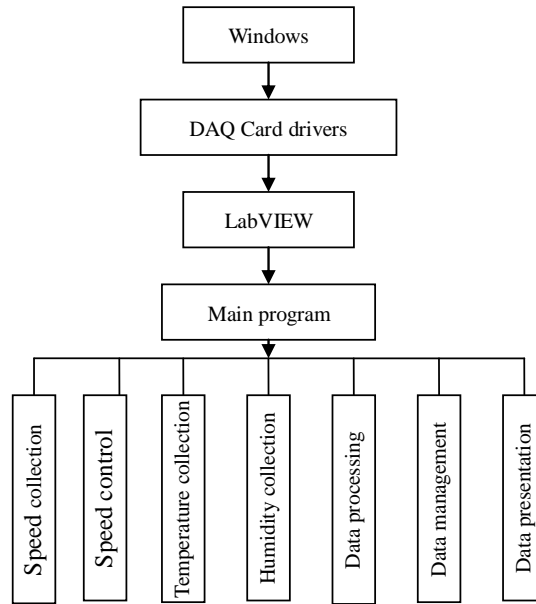 Windows
DAQ Card drivers
LabVIEW
Main program
Speed collection
Speed control
Temperature collection
Humidity collection
Data processing
Data management
Data presentation